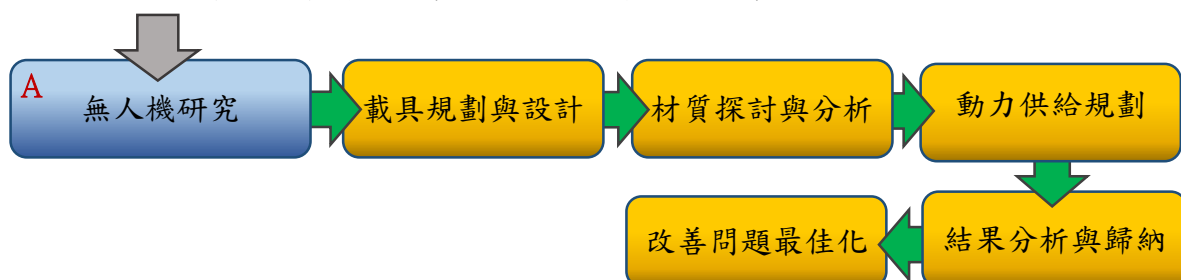 A
無人機研究
載具規劃與設計
材質探討與分析
動力供給規劃
結果分析與歸納
改善問題最佳化